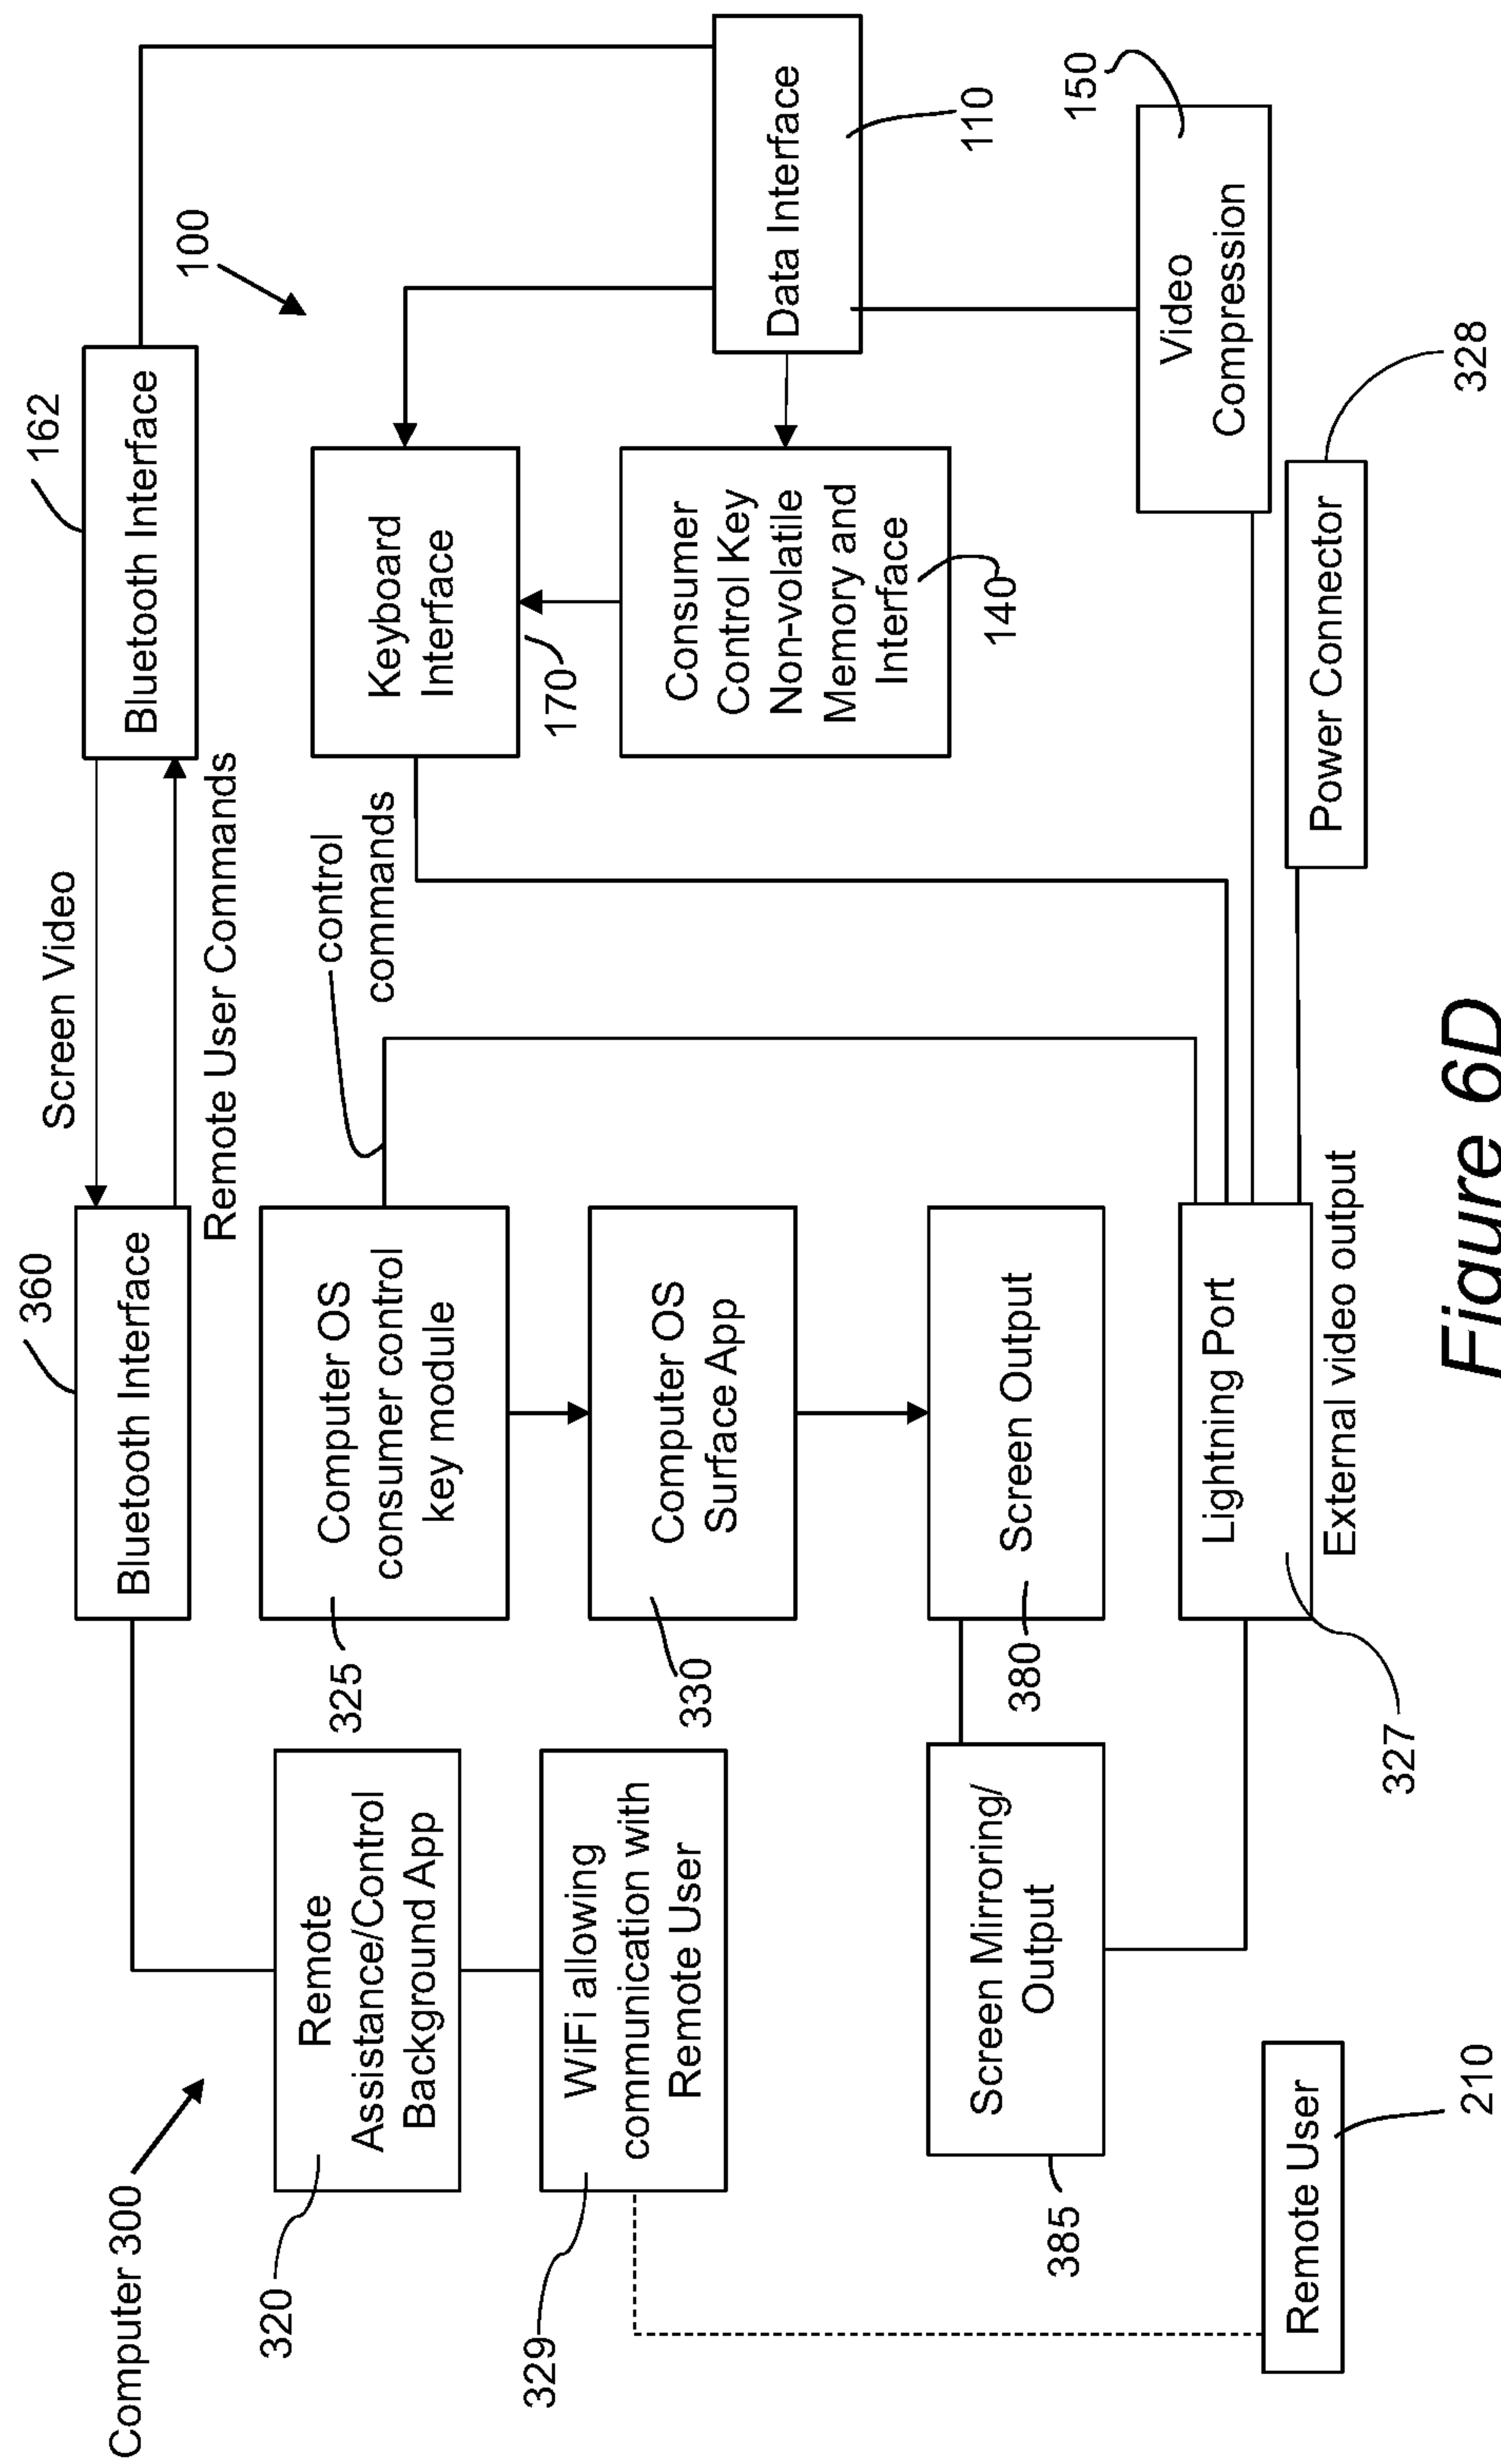 Computer 300
360
Screen Video
162
100
Bluetooth Interface
Bluetooth Interface
Remote User Commands
320
Remote
Assistance/Control
Background App
325
Computer OS
consumer control
key module
control
commands
Keyboard
Interface
170
329
WiFi allowing
communication with
Remote User
330
Computer OS
Surface App
Consumer
Control Key
Non-volatile
Memory and
Interface
140
Data Interface
110
385
Screen Mirroring/
Output
380
Screen Output
150
Video
Compression
Remote User
210
327
Lightning Port
External video output
Power Connector
328
Figure 6D